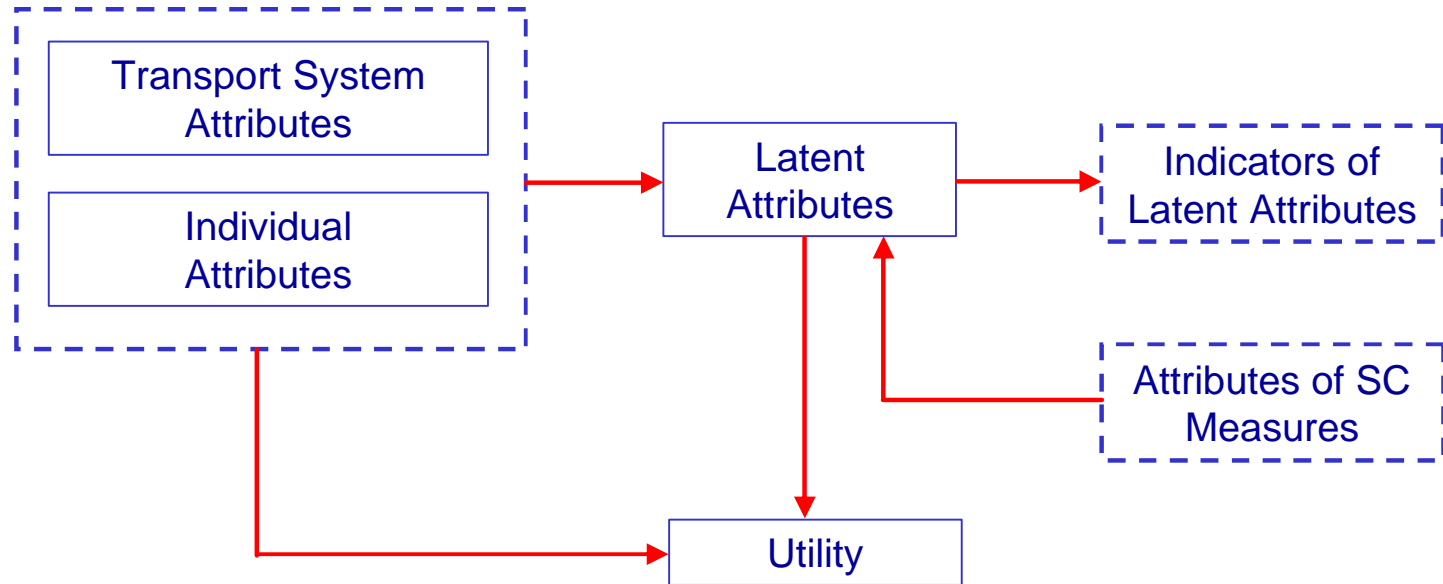 Transport System
Attributes
Individual
Attributes
Latent
Attributes
Indicators of
Latent Attributes
Attributes of SC
Measures
Utility